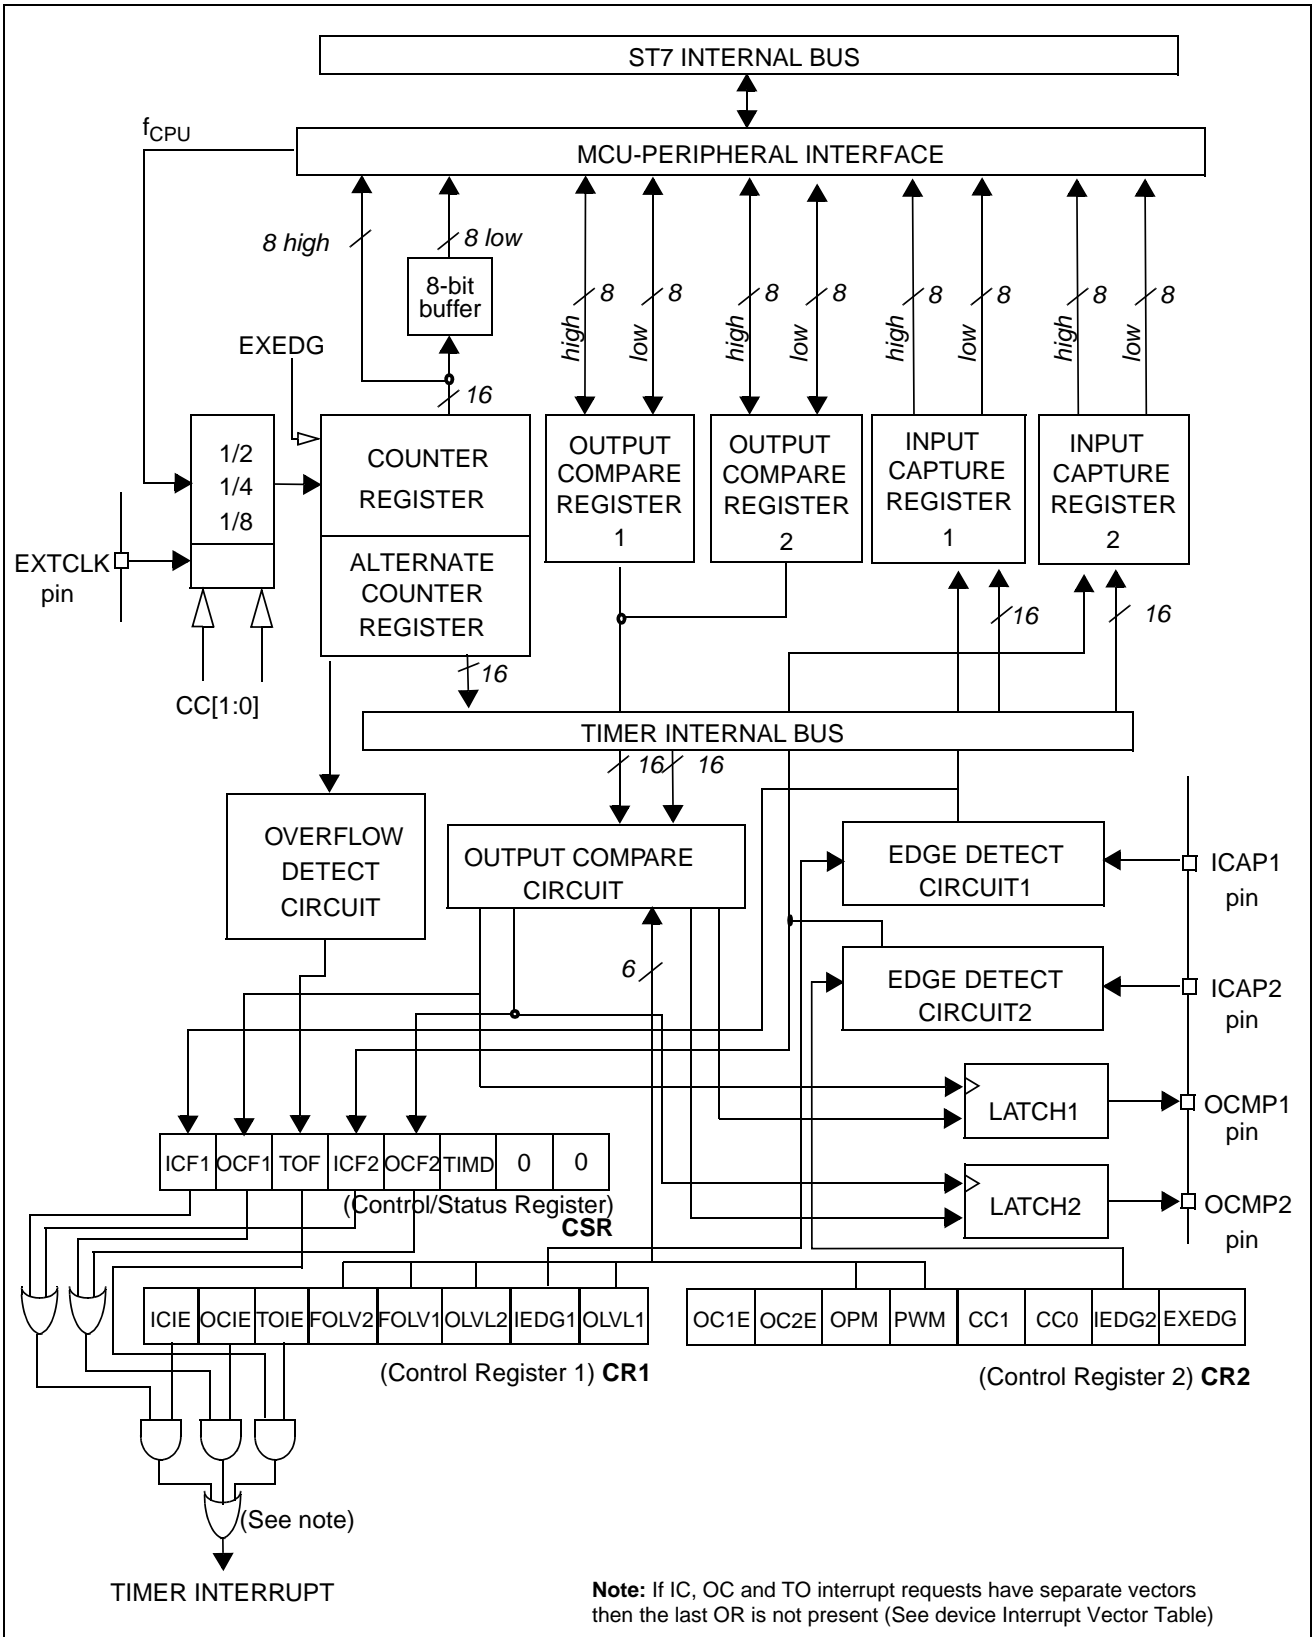 ST7 INTERNAL BUS
fCPU
MCU-PERIPHERAL INTERFACE
8 high
8 low
8-bit
buffer
8
8
8
8
8
8
8
8
high
low
high
low
high
low
high
low
EXEDG
16
1/2
1/4
1/8
COUNTER
REGISTER
OUTPUT
COMPARE
REGISTER
1
OUTPUT
COMPARE
REGISTER
2
INPUT
CAPTURE
REGISTER
1
INPUT
CAPTURE
REGISTER
2
EXTCLK
pin
ALTERNATE
COUNTER
REGISTER
16
16
16
CC[1:0]
TIMER INTERNAL BUS
16
16
OVERFLOW
DETECT
CIRCUIT
OUTPUT COMPARE
CIRCUIT
EDGE DETECT
CIRCUIT1
ICAP1
pin
6
EDGE DETECT
CIRCUIT2
ICAP2
pin
LATCH1
OCMP1
pin
ICF1 OCF1 TOF ICF2 OCF2 TIMD 0 0
(Control/Status Register)
CSR
LATCH2
OCMP2
pin
ICIE OCIE TOIE FOLV2 FOLV1 OLVL2 IEDG1 OLVL1
OC1E OC2E OPM PWM CC1 CC0 IEDG2 EXEDG
(Control Register 1) CR1
(Control Register 2) CR2
(See note)
TIMER INTERRUPT
Note: If IC, OC and TO interrupt requests have separate vectors
then the last OR is not present (See device Interrupt Vector Table)